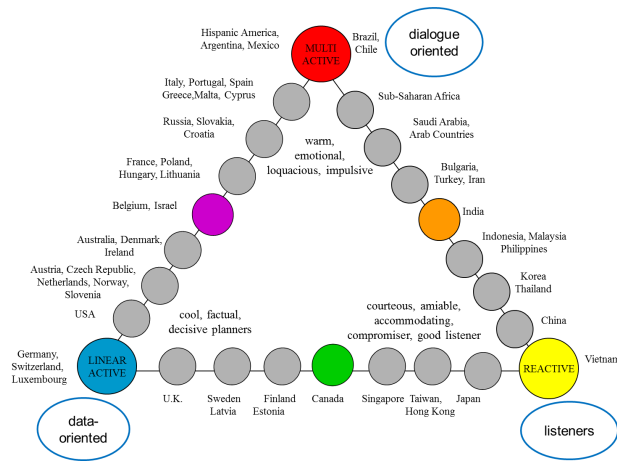 Hispanic America,
Argentina, Mexico
MULTI
ACTIVE
Brazil,
Chile
dialogue
oriented
Italy, Portugal, Spain
Greece,Malta, Cyprus
Sub-Saharan Africa
Russia, Slovakia,
Croatia
Saudi Arabia,
Arab Countries
warm,
emotional,
loquacious, impulsive
France, Poland,
Hungary, Lithuania
Bulgaria,
Turkey, Iran
Belgium, Israel
India
Australia, Denmark,
Ireland
Indonesia, Malaysia
Philippines
Austria, Czech Republic,
Netherlands, Norway,
Slovenia
Korea
Thailand
USA
cool, factual,
decisive planners
courteous, amiable,
accommodating,
compromiser, good listener
China
Germany,
Switzerland,
Luxembourg
LINEAR
ACTIVE
REACTIVE
Vietnam
U.K.
Sweden
Latvia
Finland
Estonia
Canada
Singapore
Taiwan,
Hong Kong
Japan
data-
oriented
listeners